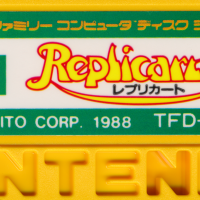 ファミリー コンピュータ ディスク シ
Replicart
レプリカート
ITO CORP. 1988 TFD-
NTEN